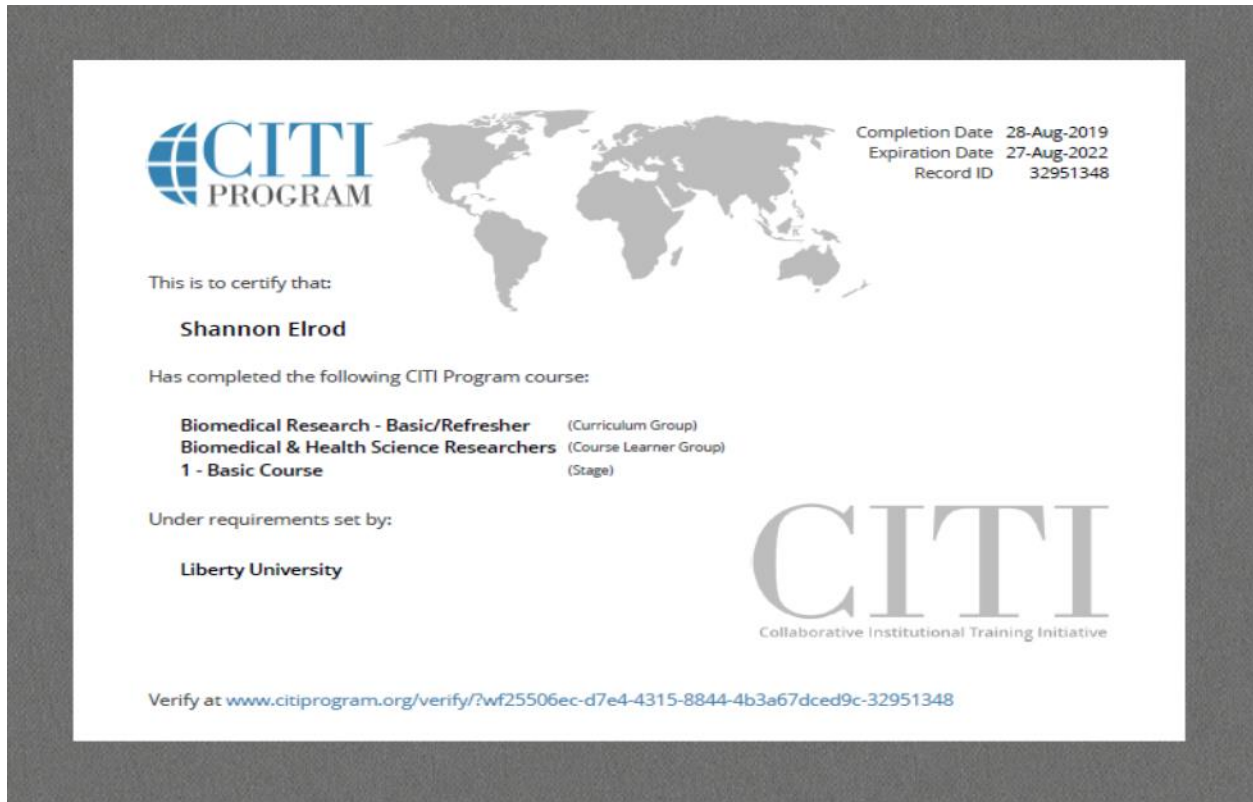 CITI
PROGRAM
Completion Date 28-Aug-2019
Expiration Date 27-Aug-2022
Record ID 32951348
This is to certify that:
Shannon Elrod
Has completed the following CITI Program course:
Biomedical Research - Basic/Refresher (Curriculum Group)
Biomedical & Health Science Researchers (Course Learner Group)
1 - Basic Course (Stage)
Under requirements set by:
Liberty University
CITI
Collaborative Institutional Training Initiative
Verify at www.citiprogram.org/verify/?wf25506ec-d7e4-4315-8844-4b3a67dced9c-32951348